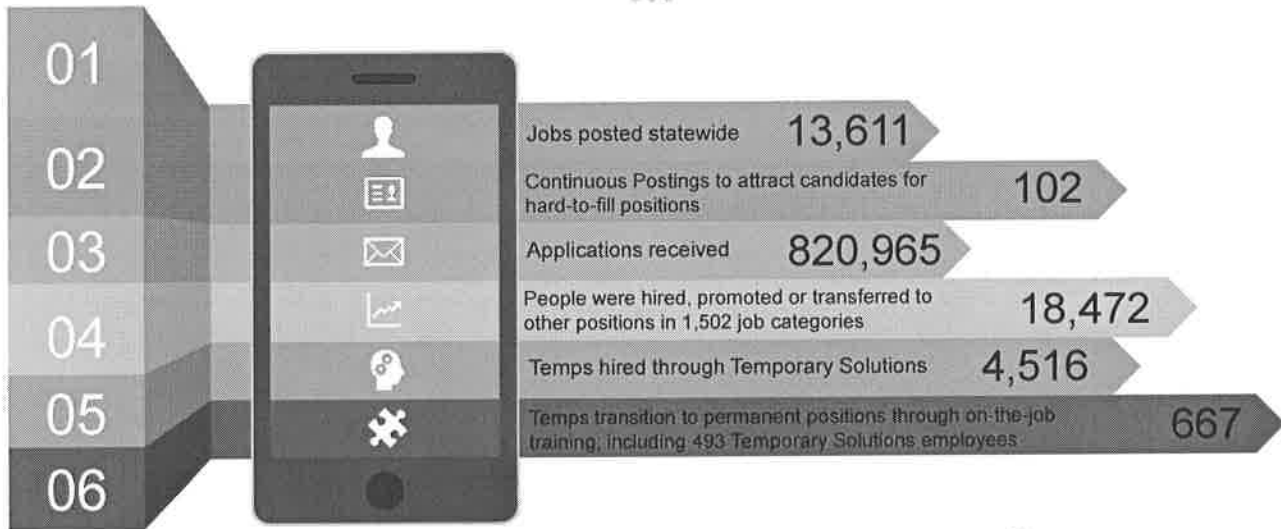 01
02
03
04
05
06
Jobs posted statewide 13,611
Continuous Postings to attract candidates for
hard-to-fill positions 102
Applications received 820,965
People were hired, promoted or transferred to
other positions in 1,502 job categories 18,472
Temps hired through Temporary Solutions 4,516
Temps transition to permanent positions through on-the-job
training, including 493 Temporary Solutions employees 667